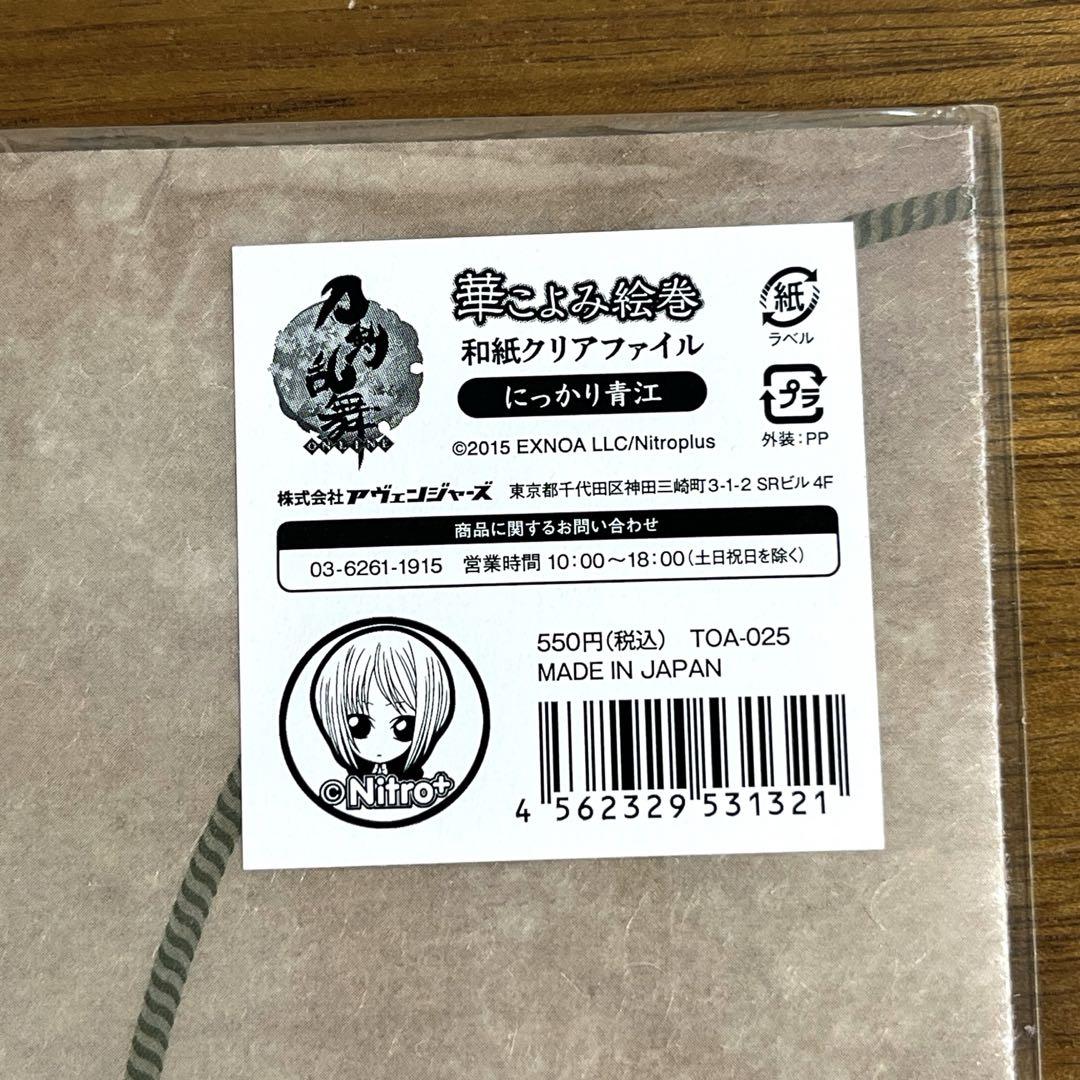 刀剣乱舞
ONLINE
華こよみ絵巻
和紙クリアファイル
にっかり青江
©2015 EXNOA LLC/Nitroplus
紙
ラベル
プラ
外装:PP
株式会社アヴェンジャーズ 東京都千代田区神田三崎町3-1-2 SRビル 4F
商品に関するお問い合わせ
03-6261-1915 営業時間 10:00〜18:00(土日祝日を除く)
©Nitro+
550円(税込) TOA-025
MADE IN JAPAN
4 562329 531321